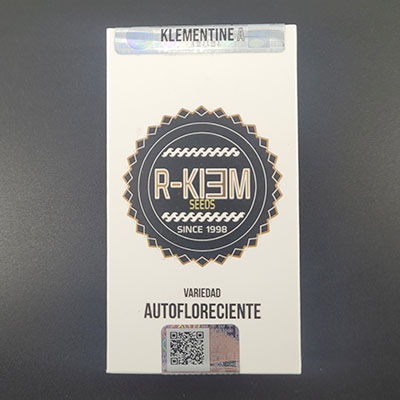 KLEMENTINE A
R-KIEM
SEEDS
SINCE 1998
VARIEDAD
AUTOFLORECIENTE